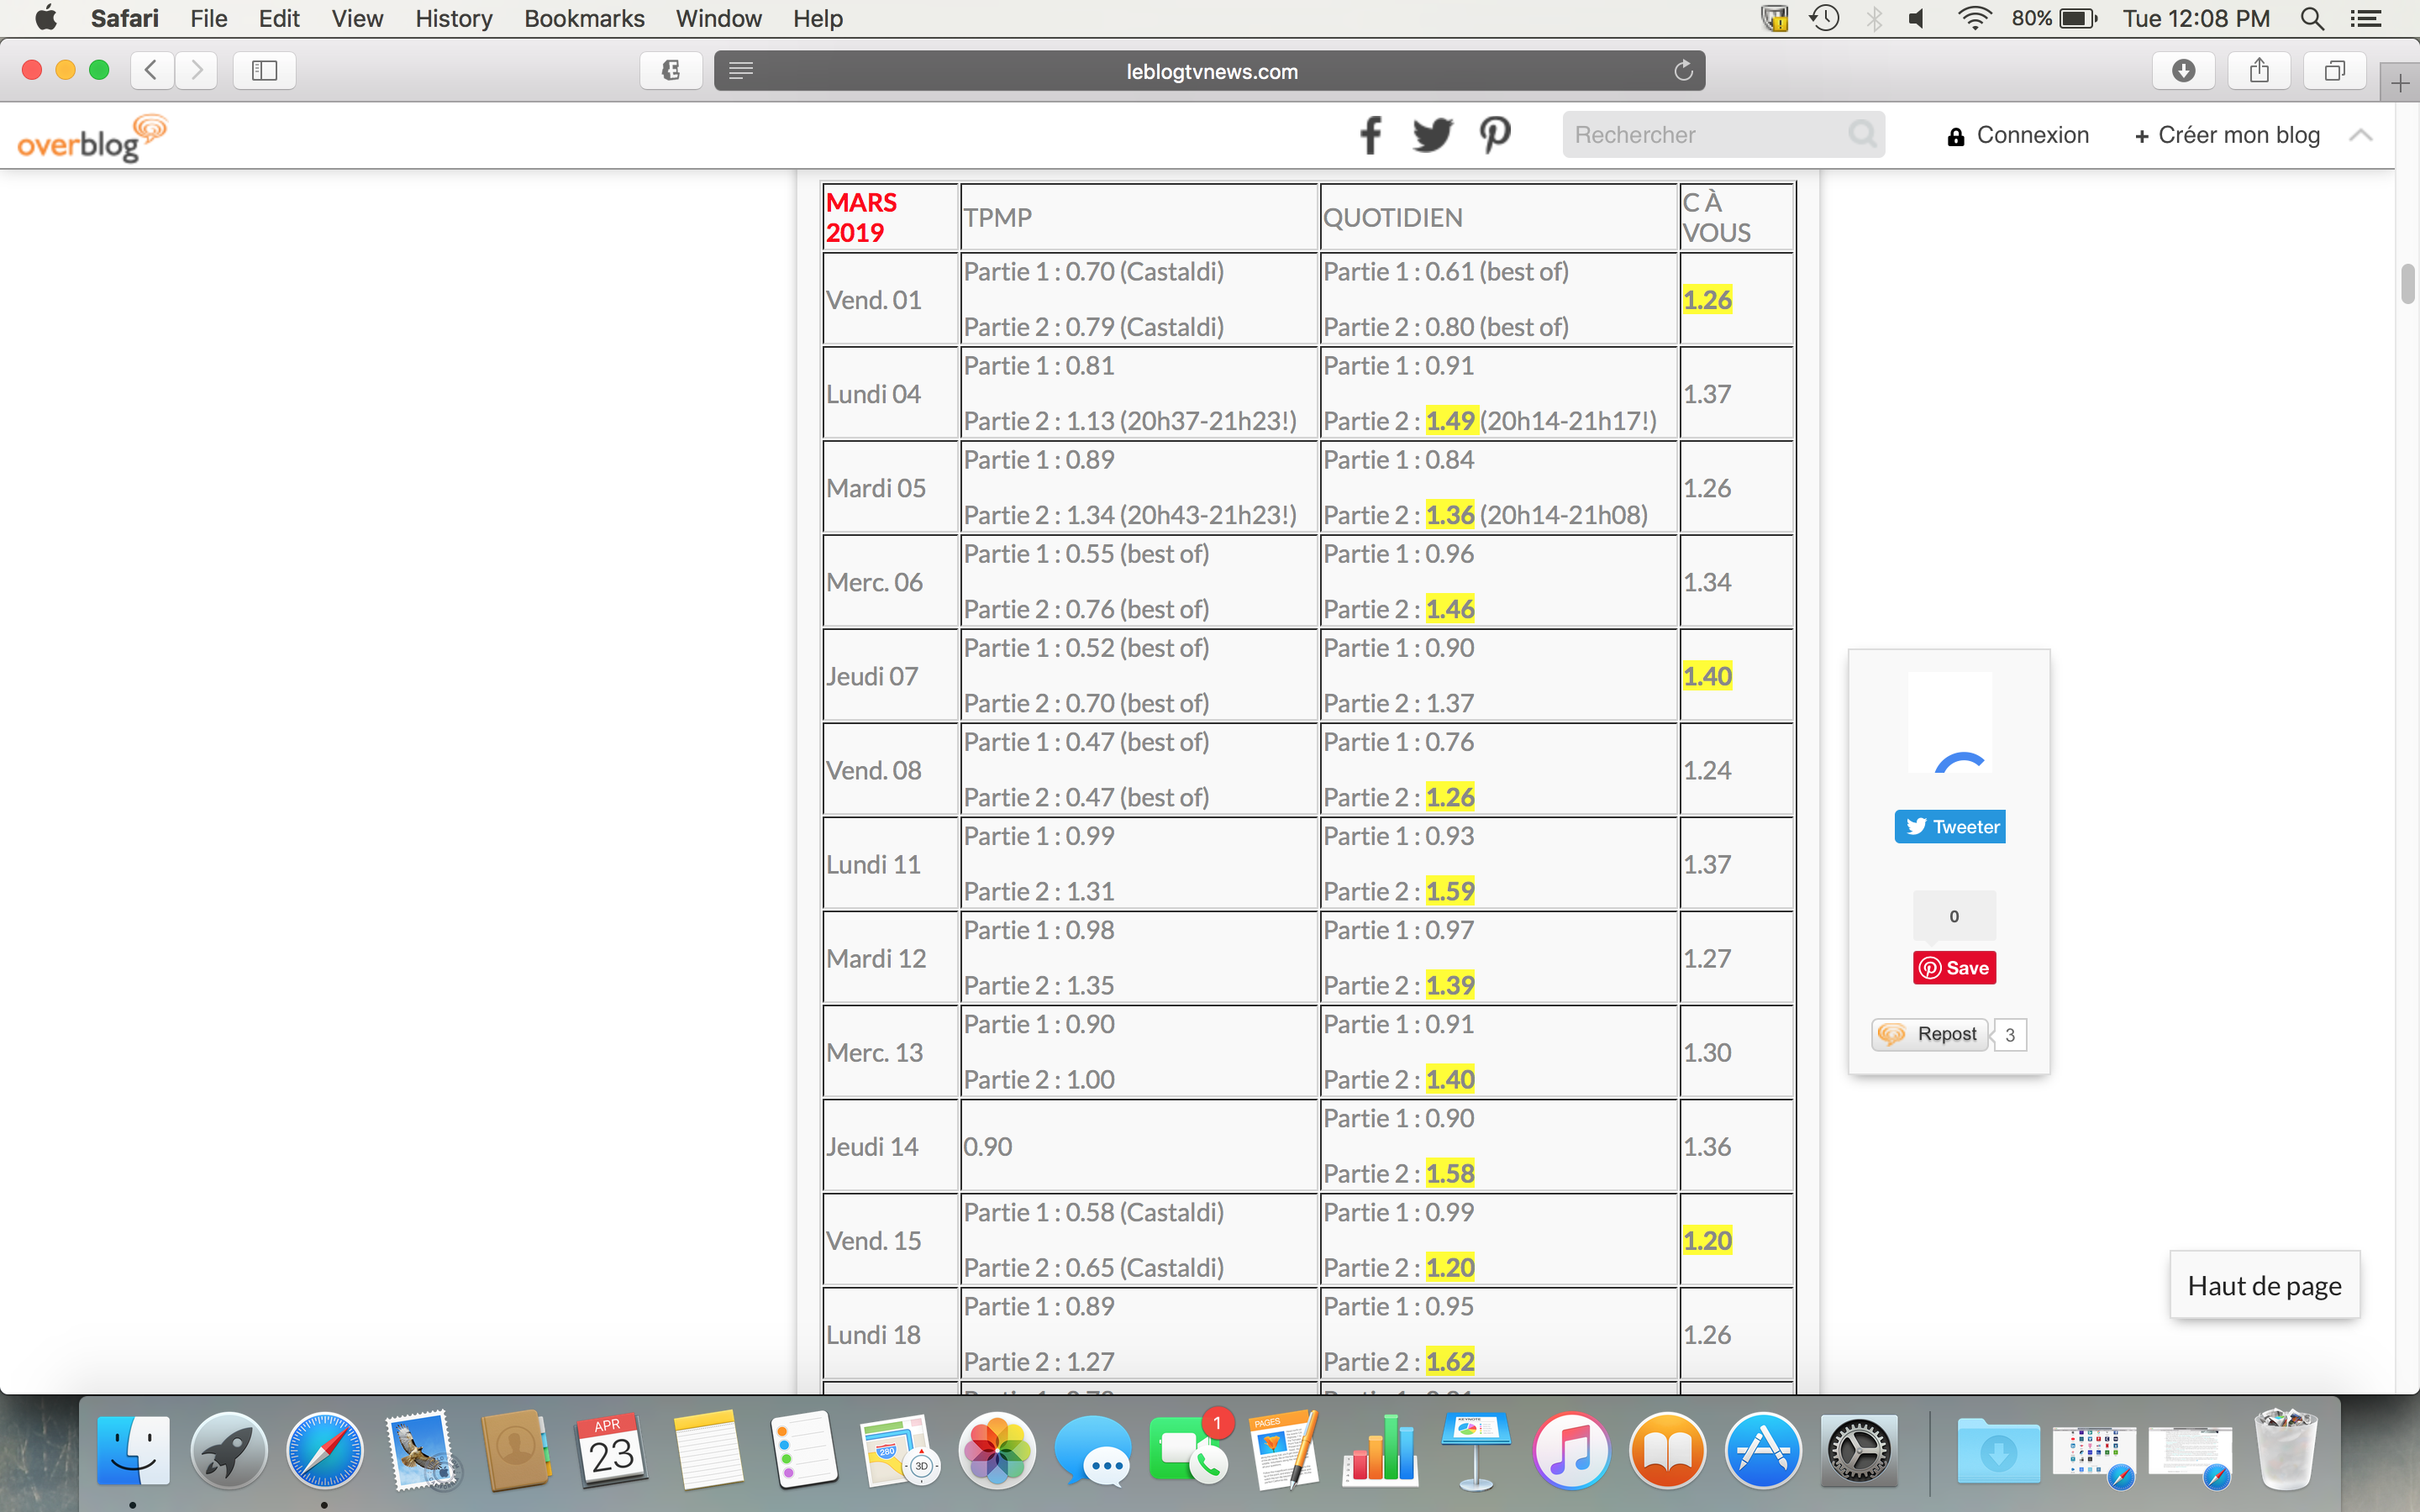 Safari File Edit View History Bookmarks Window Help 80% Tue 12:08 PM
leblogtvnews.com
overblog Rechercher Connexion + Créer mon blog
MARS 2019 TPMP QUOTIDIEN C À VOUS
Vend. 01
Partie 1 : 0.70 (Castaldi)
Partie 2 : 0.79 (Castaldi)
Partie 1 : 0.61 (best of)
Partie 2 : 0.80 (best of)
1.26
Lundi 04
Partie 1 : 0.81
Partie 2 : 1.13 (20h37-21h23!)
Partie 1 : 0.91
Partie 2 : 1.49 (20h14-21h17!)
1.37
Mardi 05
Partie 1 : 0.89
Partie 2 : 1.34 (20h43-21h23!)
Partie 1 : 0.84
Partie 2 : 1.36 (20h14-21h08)
1.26
Merc. 06
Partie 1 : 0.55 (best of)
Partie 2 : 0.76 (best of)
Partie 1 : 0.96
Partie 2 : 1.46
1.34
Jeudi 07
Partie 1 : 0.52 (best of)
Partie 2 : 0.70 (best of)
Partie 1 : 0.90
Partie 2 : 1.37
1.40
Vend. 08
Partie 1 : 0.47 (best of)
Partie 2 : 0.47 (best of)
Partie 1 : 0.76
Partie 2 : 1.26
1.24
Lundi 11
Partie 1 : 0.99
Partie 2 : 1.31
Partie 1 : 0.93
Partie 2 : 1.59
1.37
Mardi 12
Partie 1 : 0.98
Partie 2 : 1.35
Partie 1 : 0.97
Partie 2 : 1.39
1.27
Merc. 13
Partie 1 : 0.90
Partie 2 : 1.00
Partie 1 : 0.91
Partie 2 : 1.40
1.30
Jeudi 14
0.90
Partie 1 : 0.90
Partie 2 : 1.58
1.36
Vend. 15
Partie 1 : 0.58 (Castaldi)
Partie 2 : 0.65 (Castaldi)
Partie 1 : 0.99
Partie 2 : 1.20
1.20
Lundi 18
Partie 1 : 0.89
Partie 2 : 1.27
Partie 1 : 0.95
Partie 2 : 1.62
1.26
Tweeter
0
Save
Repost 3
Haut de page
APR
23
280
3D
1
PAGES
KEYNOTE